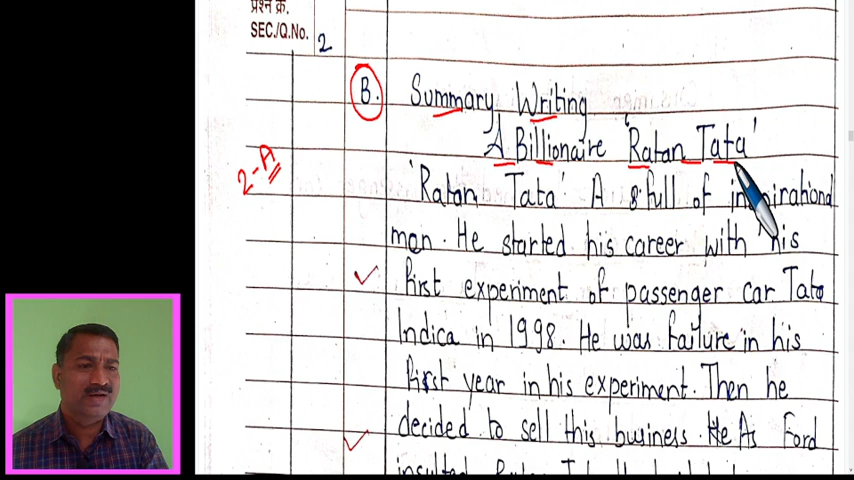 प्रश्न क्र.
SEC./Q.No. 2
B. Summary Writing
A Billionaire 'Ratan Tata'
2-A
'Ratan Tata' A full of inspirational
man. He started his career with his
first experiment of passenger car Tata
Indica in 1998. He was failure in his
first year in his experiment. Then he
decided to sell this business. He As Ford
insulted Ratan